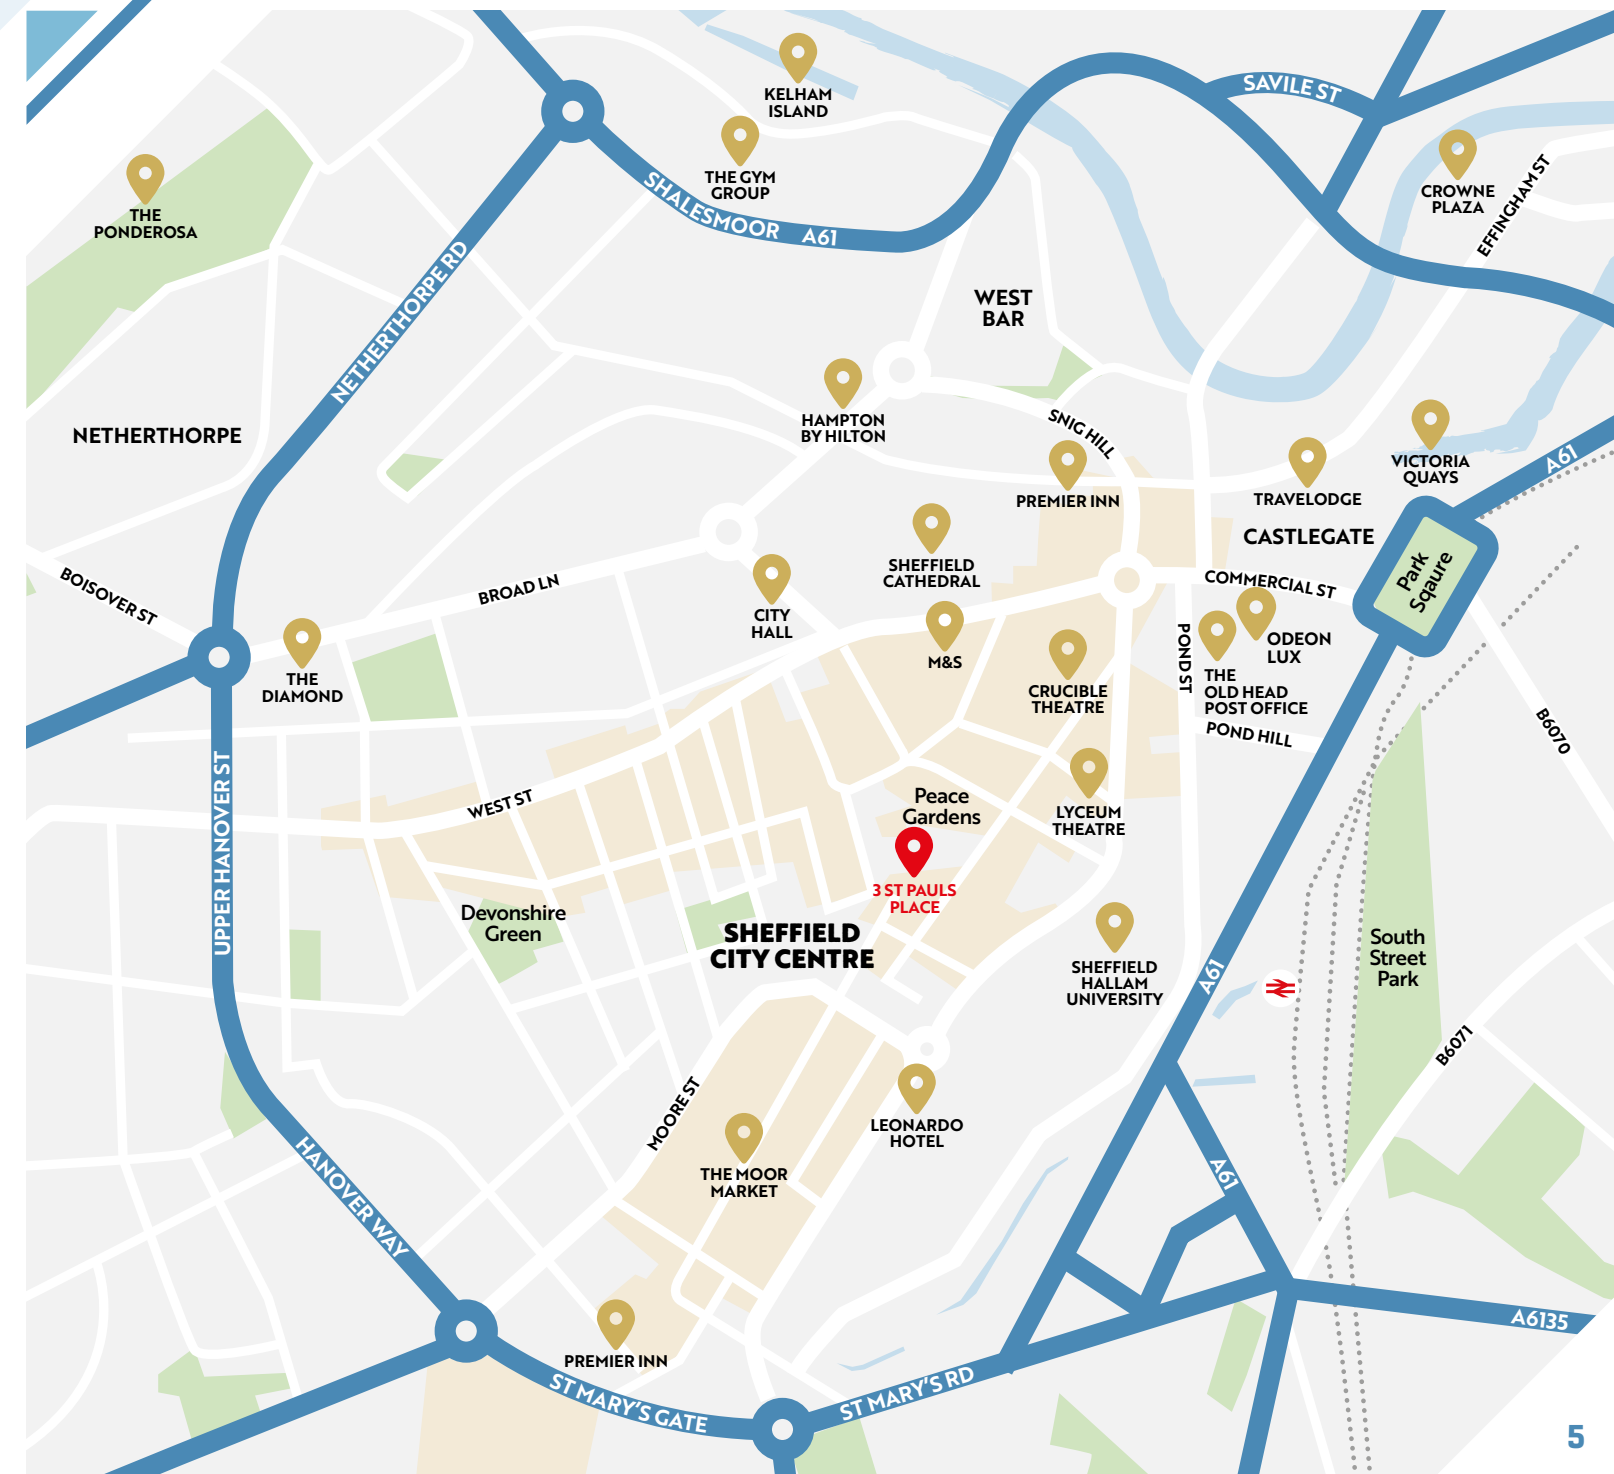 KELHAM
ISLAND
SAVILE ST
THE GYM
GROUP
SHALESMOOR A61
CROWNE
PLAZA
EFFINGHAM ST
THE
PONDEROSA
NETHERTHORPE RD
WEST
BAR
NETHERTHORPE
HAMPTON
BY HILTON
SNIG HILL
PREMIER INN
TRAVELODGE
VICTORIA
QUAYS
A61
CASTLEGATE
Park
Sqaure
BOISOVER ST
BROAD LN
SHEFFIELD
CATHEDRAL
COMMERCIAL ST
CITY
HALL
M&S
POND ST
ODEON
LUX
THE
OLD HEAD
POST OFFICE
POND HILL
THE
DIAMOND
CRUCIBLE
THEATRE
B6070
UPPER HANOVER ST
WEST ST
Peace
Gardens
LYCEUM
THEATRE
3 ST PAULS
PLACE
Devonshire
Green
SHEFFIELD
CITY CENTRE
SHEFFIELD
HALLAM
UNIVERSITY
A61
South
Street
Park
B6071
MOORE ST
LEONARDO
HOTEL
HANOVER WAY
THE MOOR
MARKET
A61
PREMIER INN
A6135
ST MARY'S GATE
ST MARY'S RD
5